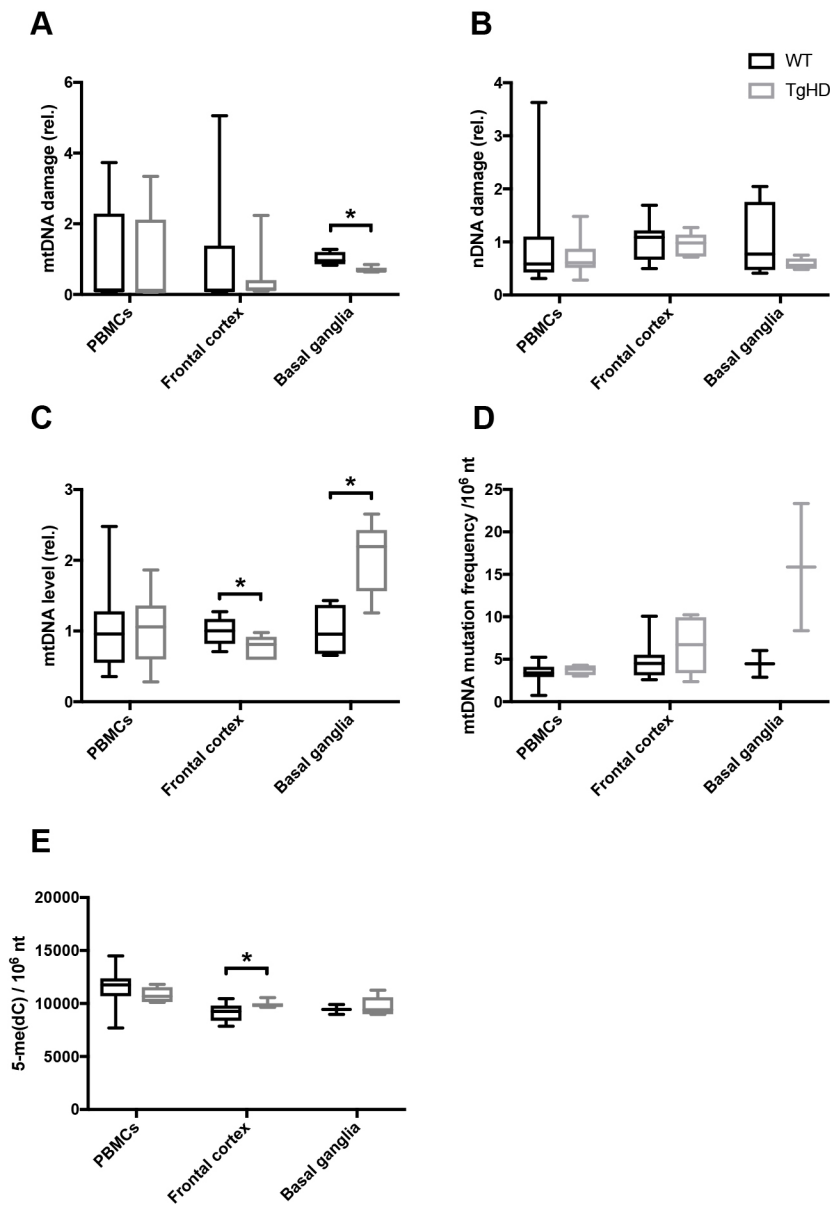 A
mtDNA damage (rel.)
6
4
2
0
*
PBMCs
Frontal cortex
Basal ganglia
B
WT
TgHD
nDNA damage (rel.)
4
3
2
1
0
PBMCs
Frontal cortex
Basal ganglia
C
mtDNA level (rel.)
3
2
1
0
*
*
PBMCs
Frontal cortex
Basal ganglia
D
mtDNA mutation frequency /10⁶ nt
25
20
15
10
5
0
PBMCs
Frontal cortex
Basal ganglia
E
5-me(dC) / 10⁶ nt
20000
15000
10000
5000
0
*
PBMCs
Frontal cortex
Basal ganglia